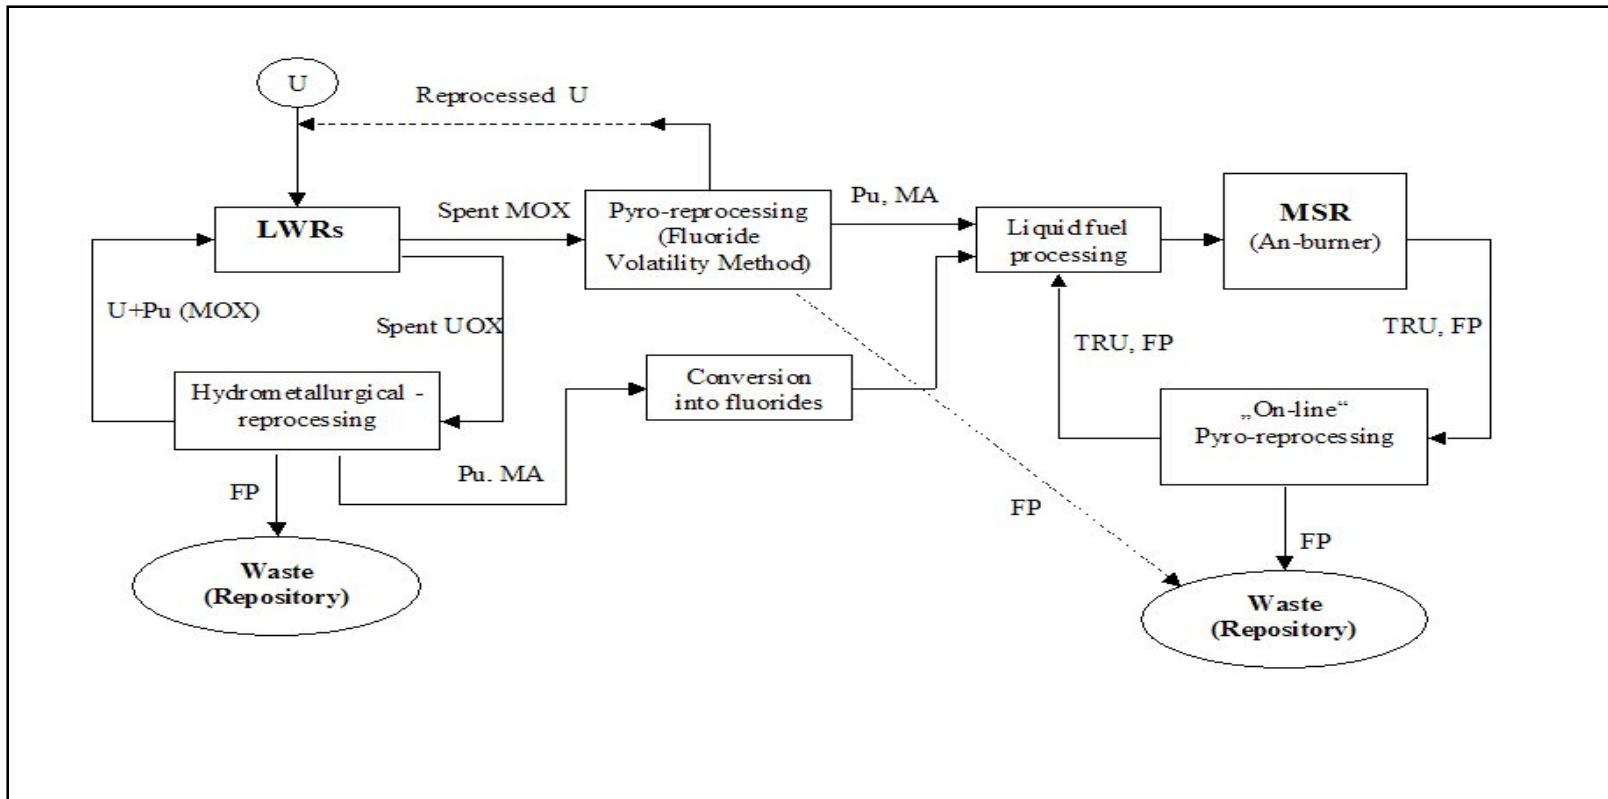 U
Reprocessed U
LWRs
Spent MOX
Pyro-reprocessing
(Fluoride
Volatility Method)
Pu, MA
Liquid fuel
processing
MSR
(An-burner)
U+Pu (MOX)
Spent UOX
TRU, FP
TRU, FP
Hydrometallurgical -
reprocessing
Conversion
into fluorides
„On-line“
Pyro-reprocessing
Pu. MA
FP
FP
FP
Waste
(Repository)
Waste
(Repository)